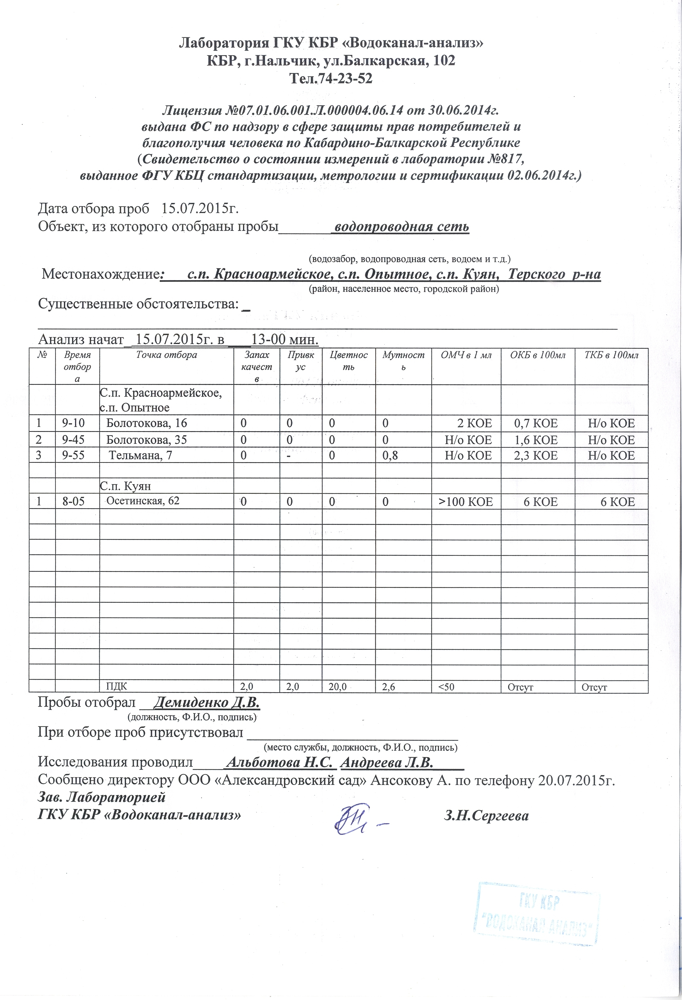 Лаборатория ГКУ КБР «Водоканал-анализ»
КБР, г.Нальчик, ул.Балкарская, 102
Тел.74-23-52
Лицензия №07.01.06.001.Л.000004.06.14 от 30.06.2014г.
выдана ФС по надзору в сфере защиты прав потребителей и
благополучия человека по Кабардино-Балкарской Республике
(Свидетельство о состоянии измерений в лаборатории №817,
выданное ФГУ КБЦ стандартизации, метрологии и сертификации 02.06.2014г.)
Дата отбора проб 15.07.2015г.
Объект, из которого отобраны пробы_______ водопроводная сеть
(водозабор, водопроводная сеть, водоем и т.д.)
Местонахождение: с.п. Красноармейское, с.п. Опытное, с.п. Куян, Терского р-на
(район, населенное место, городской район)
Существенные обстоятельства: _
Анализ начат_ 15.07.2015г. в ___13-00 мин.
№ Время отбора Точка отбора Запах качеств Привкус Цветность Мутность ОМЧ в 1 мл ОКБ в 100мл ТКБ в 100мл
С.п. Красноармейское,
с.п. Опытное
1 9-10 Болотокова, 16 0 0 0 0 2 КОЕ 0,7 КОЕ Н/о КОЕ
2 9-45 Болотокова, 35 0 0 0 0 Н/о КОЕ 1,6 КОЕ Н/о КОЕ
3 9-55 Тельмана, 7 0 - 0 0,8 Н/о КОЕ 2,3 КОЕ Н/о КОЕ
С.п. Куян
1 8-05 Осетинская, 62 0 0 0 0 >100 КОЕ 6 КОЕ 6 КОЕ
ПДК 2,0 2,0 20,0 2,6 <50 Отсут Отсут
Пробы отобрал __Демиденко Д.В.
(должность, Ф.И.О., подпись)
При отборе проб присутствовал ____________________________
(место службы, должность, Ф.И.О., подпись)
Исследования проводил____ Альботова Н.С. Андреева Л.В.____
Сообщено директору ООО «Александровский сад» Ансокову А. по телефону 20.07.2015г.
Зав. Лабораторией
ГКУ КБР «Водоканал-анализ» З.Н.Сергеева
ГКУ КБР
"ВОДОКАНАЛ АНАЛИЗ"